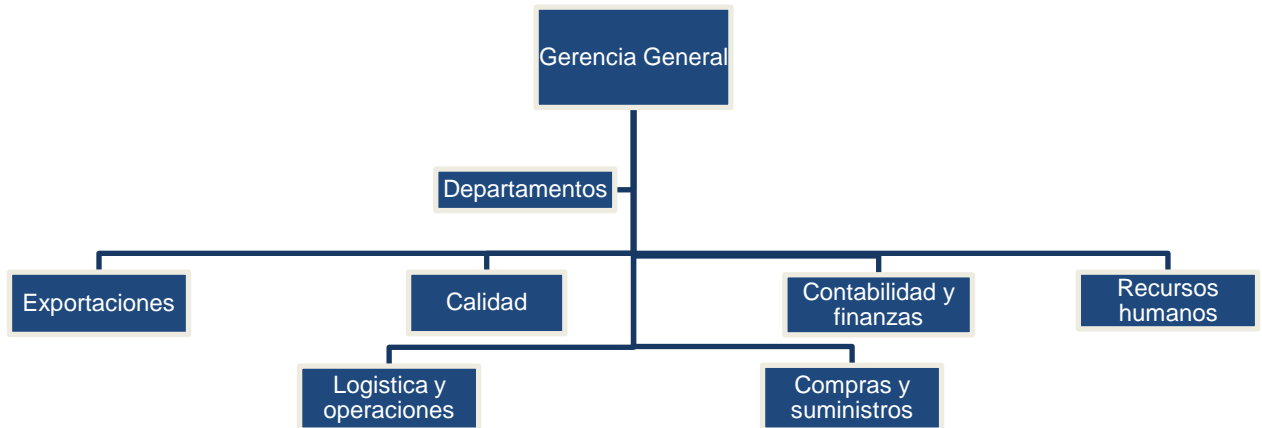 Gerencia General
Departamentos
Exportaciones
Calidad
Contabilidad y
finanzas
Recursos
humanos
Logistica y
operaciones
Compras y
suministros